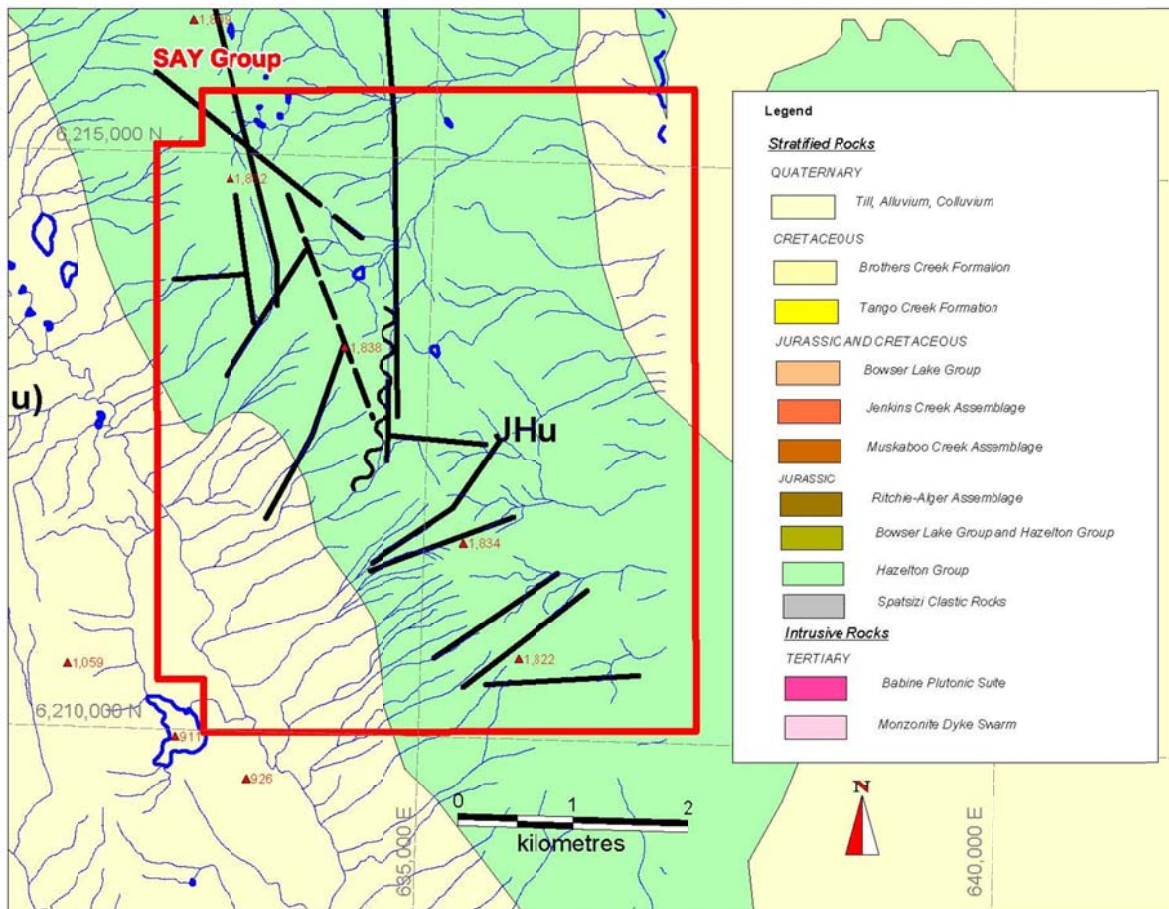 1,859
SAY Group
6,215,000 N
1,838
u)
JHu
1,834
1,822
1,059
6,210,000 N
911
926
0 1 2
kilometres
635,000 E
640,000 E
N
Legend
Stratified Rocks
QUATERNARY
Till, Alluvium, Colluvium
CRETACEOUS
Brothers Creek Formation
Tango Creek Formation
JURASSIC AND CRETACEOUS
Bowser Lake Group
Jenkins Creek Assemblage
Muskaboo Creek Assemblage
JURASSIC
Ritchie-Alger Assemblage
Bowser Lake Group and Hazelton Group
Hazelton Group
Spatsizi Clastic Rocks
Intrusive Rocks
TERTIARY
Babine Plutonic Suite
Monzonite Dyke Swarm